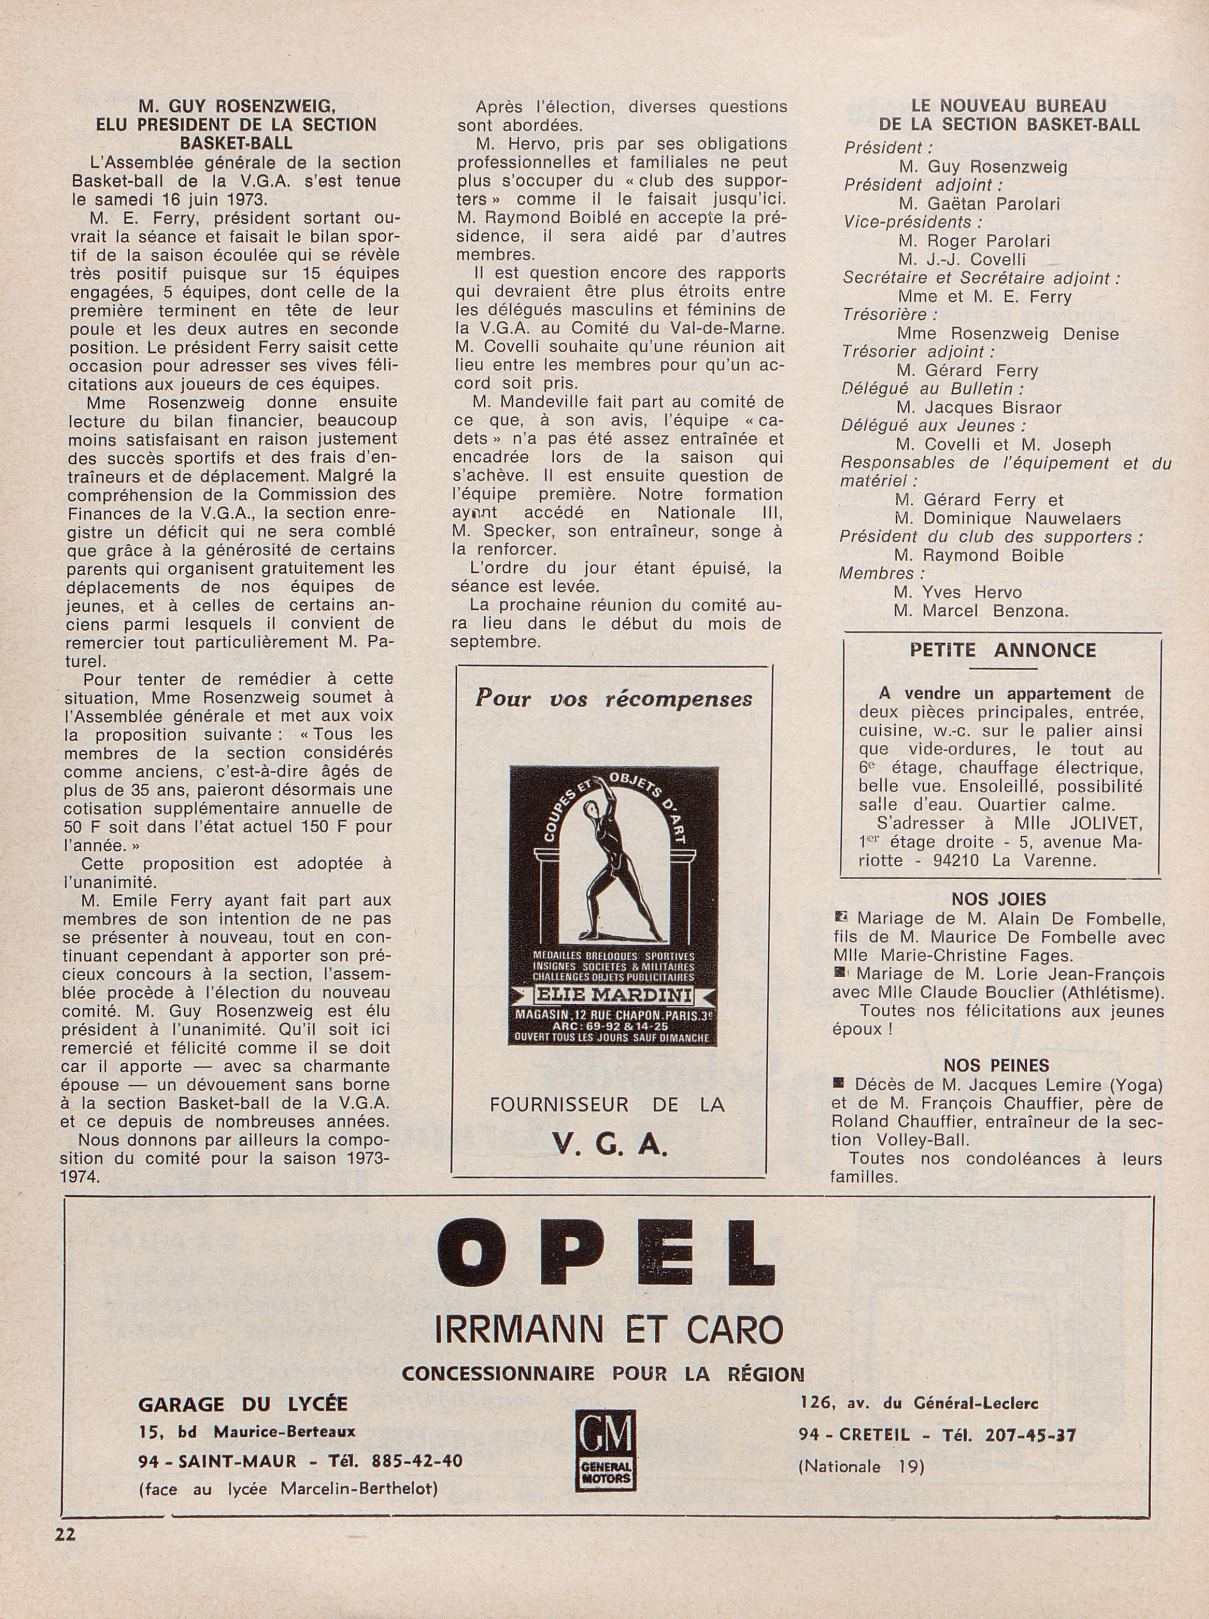 M. GUY ROSENZWEIG,
ELU PRESIDENT DE LA SECTION
BASKET-BALL
L'Assemblée générale de la section
Basket-ball de la V.G.A. s'est tenue
le samedi 16 juin 1973.
M. E. Ferry, président sortant ou-
vrait la séance et faisait le bilan spor-
tif de la saison écoulée qui se révèle
très positif puisque sur 15 équipes
engagées, 5 équipes, dont celle de la
première terminent en tête de leur
poule et les deux autres en seconde
position. Le président Ferry saisit cette
occasion pour adresser ses vives féli-
citations aux joueurs de ces équipes.
Mme Rosenzweig donne ensuite
lecture du bilan financier, beaucoup
moins satisfaisant en raison justement
des succès sportifs et des frais d'en-
traîneurs et de déplacement. Malgré la
compréhension de la Commission des
Finances de la V.G.A., la section enre-
gistre un déficit qui ne sera comblé
que grâce à la générosité de certains
parents qui organisent gratuitement les
déplacements de nos équipes de
jeunes, et à celles de certains an-
ciens parmi lesquels il convient de
remercier tout particulièrement M. Pa-
turel.
Pour tenter de remédier à cette
situation, Mme Rosenzweig soumet à
l'Assemblée générale et met aux voix
la proposition suivante : « Tous les
membres de la section considérés
comme anciens, c'est-à-dire âgés de
plus de 35 ans, paieront désormais une
cotisation supplémentaire annuelle de
50 F soit dans l'état actuel 150 F pour
l'année. »
Cette proposition est adoptée à
l'unanimité.
M. Emile Ferry ayant fait part aux
membres de son intention de ne pas
se présenter à nouveau, tout en con-
tinuant cependant à apporter son pré-
cieux concours à la section, l'assem-
blée procède à l'élection du nouveau
comité. M. Guy Rosenzweig est élu
président à l'unanimité. Qu'il soit ici
remercié et félicité comme il se doit
car il apporte — avec sa charmante
épouse — un dévouement sans borne
à la section Basket-ball de la V.G.A.
et ce depuis de nombreuses années.
Nous donnons par ailleurs la compo-
sition du comité pour la saison 1973-
1974.
Après l'élection, diverses questions
sont abordées.
M. Hervo, pris par ses obligations
professionnelles et familiales ne peut
plus s'occuper du « club des suppor-
ters » comme il le faisait jusqu'ici.
M. Raymond Boiblé en accepte la pré-
sidence, il sera aidé par d'autres
membres.
Il est question encore des rapports
qui devraient être plus étroits entre
les délégués masculins et féminins de
la V.G.A. au Comité du Val-de-Marne.
M. Covelli souhaite qu'une réunion ait
lieu entre les membres pour qu'un ac-
cord soit pris.
M. Mandeville fait part au comité de
ce que, à son avis, l'équipe « ca-
dets » n'a pas été assez entraînée et
encadrée lors de la saison qui
s'achève. Il est ensuite question de
l'équipe première. Notre formation
ayant accédé en Nationale III,
M. Specker, son entraîneur, songe à
la renforcer.
L'ordre du jour étant épuisé, la
séance est levée.
La prochaine réunion du comité au-
ra lieu dans le début du mois de
septembre.
Pour vos récompenses
COUPES ET OBJETS D'ART
MEDAILLES BRELOQUES SPORTIVES
INSIGNES SOCIETES & MILITAIRES
CHALLENGES OBJETS PUBLICITAIRES
ELIE MARDINI
MAGASIN, 12 RUE CHAPON. PARIS. 3e
ARC : 69-92 & 14-25
OUVERT TOUS LES JOURS SAUF DIMANCHE
FOURNISSEUR DE LA
V. G. A.
LE NOUVEAU BUREAU
DE LA SECTION BASKET-BALL
Président :
M. Guy Rosenzweig
Président adjoint :
M. Gaëtan Parolari
Vice-présidents :
M. Roger Parolari
M. J.-J. Covelli
Secrétaire et Secrétaire adjoint :
Mme et M. E. Ferry
Trésorière :
Mme Rosenzweig Denise
Trésorier adjoint :
M. Gérard Ferry
Délégué au Bulletin :
M. Jacques Bisraor
Délégué aux Jeunes :
M. Covelli et M. Joseph
Responsables de l'équipement et du
matériel :
M. Gérard Ferry et
M. Dominique Nauwelaers
Président du club des supporters :
M. Raymond Boible
Membres :
M. Yves Hervo
M. Marcel Benzona.
PETITE ANNONCE
A vendre un appartement de
deux pièces principales, entrée,
cuisine, w.-c. sur le palier ainsi
que vide-ordures, le tout au
6e étage, chauffage électrique,
belle vue. Ensoleillé, possibilité
salle d'eau. Quartier calme.
S'adresser à Mlle JOLIVET,
1er étage droite - 5, avenue Ma-
riotte - 94210 La Varenne.
NOS JOIES
■ Mariage de M. Alain De Fombelle,
fils de M. Maurice De Fombelle avec
Mlle Marie-Christine Fages.
■ Mariage de M. Lorie Jean-François
avec Mlle Claude Bouclier (Athlétisme).
Toutes nos félicitations aux jeunes
époux !
NOS PEINES
■ Décès de M. Jacques Lemire (Yoga)
et de M. François Chauffier, père de
Roland Chauffier, entraîneur de la sec-
tion Volley-Ball.
Toutes nos condoléances à leurs
familles.
OPEL
IRRMANN ET CARO
CONCESSIONNAIRE POUR LA RÉGION
GARAGE DU LYCÉE
15, bd Maurice-Berteaux
94 - SAINT-MAUR - Tél. 885-42-40
(face au lycée Marcelin-Berthelot)
GM
GENERAL
MOTORS
126, av. du Général-Leclerc
94 - CRETEIL - Tél. 207-45-37
(Nationale 19)
22